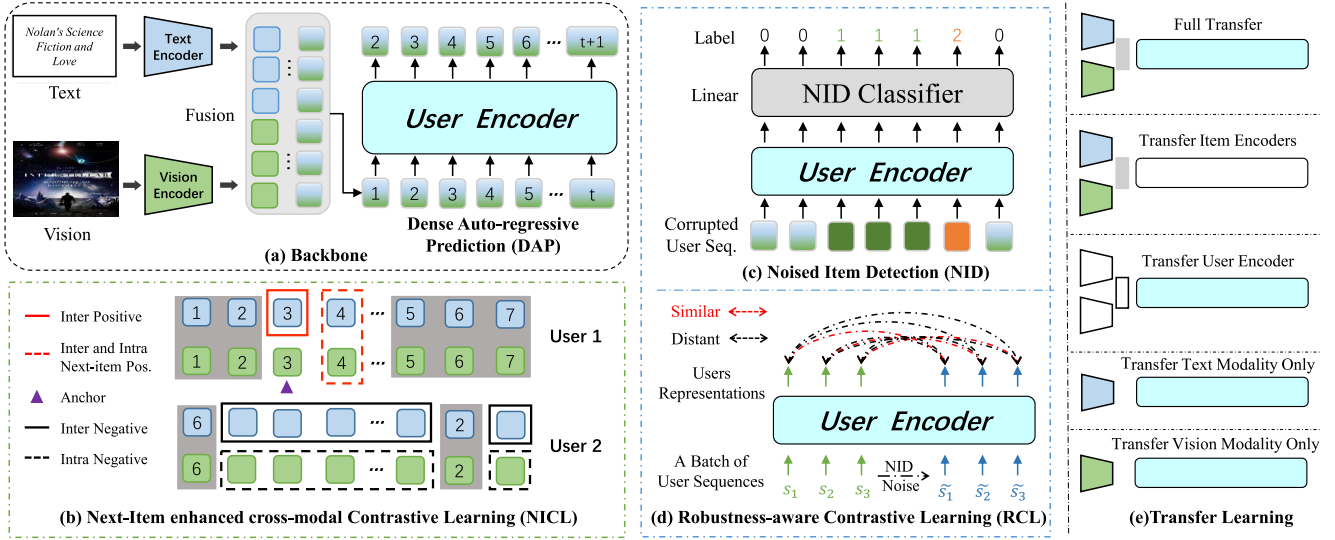 Nolan's Science
Fiction and
Love
Text
Text
Encoder
Vision
Vision
Encoder
Fusion
2 3 4 5 6 ··· t+1
User Encoder
1 2 3 4 5 ··· t
Dense Auto-regressive
Prediction (DAP)
(a) Backbone
Inter Positive
Inter and Intra
Next-item Pos.
Anchor
Inter Negative
Intra Negative
1 2 3 4 ··· 5 6 7
1 2 3 4 ··· 5 6 7
User 1
6 ··· 2
6 ··· 2
User 2
(b) Next-Item enhanced cross-modal Contrastive Learning (NICL)
Label 0 0 1 1 1 2 0
Linear
NID Classifier
User Encoder
Corrupted
User Seq.
(c) Noised Item Detection (NID)
Similar
Distant
Users
Representations
User Encoder
A Batch of
User Sequences
s₁ s₂ s₃
NID
Noise
s̃₁ s̃₂ s̃₃
(d) Robustness-aware Contrastive Learning (RCL)
Full Transfer
Transfer Item Encoders
Transfer User Encoder
Transfer Text Modality Only
Transfer Vision Modality Only
(e)Transfer Learning